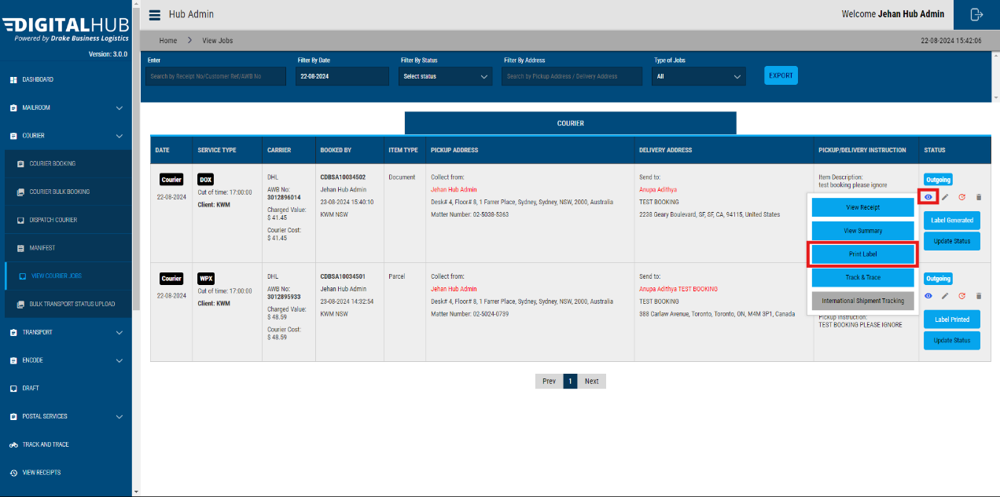 DIGITALHUB
Powered by Drake Business Logistics
Version: 3.0.0
DASHBOARD
MAILROOM
COURIER
COURIER BOOKING
COURIER BULK BOOKING
DISPATCH COURIER
MANIFEST
VIEW COURIER JOBS
BULK TRANSPORT STATUS UPLOAD
TRANSPORT
ENCODE
DRAFT
POSTAL SERVICES
TRACK AND TRACE
VIEW RECEIPTS
Hub Admin
Welcome Jehan Hub Admin
Home > View Jobs
22-08-2024 15:42:06
Enter
Search by Receipt No/Customer Ref/AWB No
Filter By Date
22-08-2024
Filter By Status
Select status
Filter By Address
Search by Pickup Address / Delivery Address
Type of Jobs
All
EXPORT
COURIER
DATE SERVICE TYPE CARRIER BOOKED BY ITEM TYPE PICKUP ADDRESS DELIVERY ADDRESS PICKUP/DELIVERY INSTRUCTION STATUS
Courier
22-08-2024
DOX
Cut of time: 17:00:00
Client: KWM
DHL
AWB No:
3012896014
Charged Value:
$ 41.45
Courier Cost:
$ 41.45
CDBSA10034502
Jehan Hub Admin
23-08-2024 15:40:10
KWM NSW
Document
Collect from:
Jehan Hub Admin
Desk# 4, Floor# 8, 1 Farrer Place, Sydney, Sydney, NSW, 2000, Australia
Matter Number: 02-5038-5363
Send to:
Anupa Adithya
TEST BOOKING
2238 Geary Boulevard, SF, SF, CA, 94115, United States
Item Description:
test booking please ignore
View Receipt
View Summary
Print Label
Track & Trace
International Shipment Tracking
Outgoing
Label Generated
Update Status
Courier
22-08-2024
WPX
Cut of time: 17:00:00
Client: KWM
DHL
AWB No:
3012895933
Charged Value:
$ 48.59
Courier Cost:
$ 48.59
CDBSA10034501
Jehan Hub Admin
23-08-2024 14:32:54
KWM NSW
Parcel
Collect from:
Jehan Hub Admin
Desk# 4, Floor# 8, 1 Farrer Place, Sydney, Sydney, NSW, 2000, Australia
Matter Number: 02-5024-0739
Send to:
Anupa Adithya TEST BOOKING
TEST BOOKING
388 Carlaw Avenue, Toronto, Toronto, ON, M4M 3P1, Canada
Pickup Instruction:
TEST BOOKING PLEASE IGNORE
Outgoing
Label Printed
Update Status
Prev 1 Next